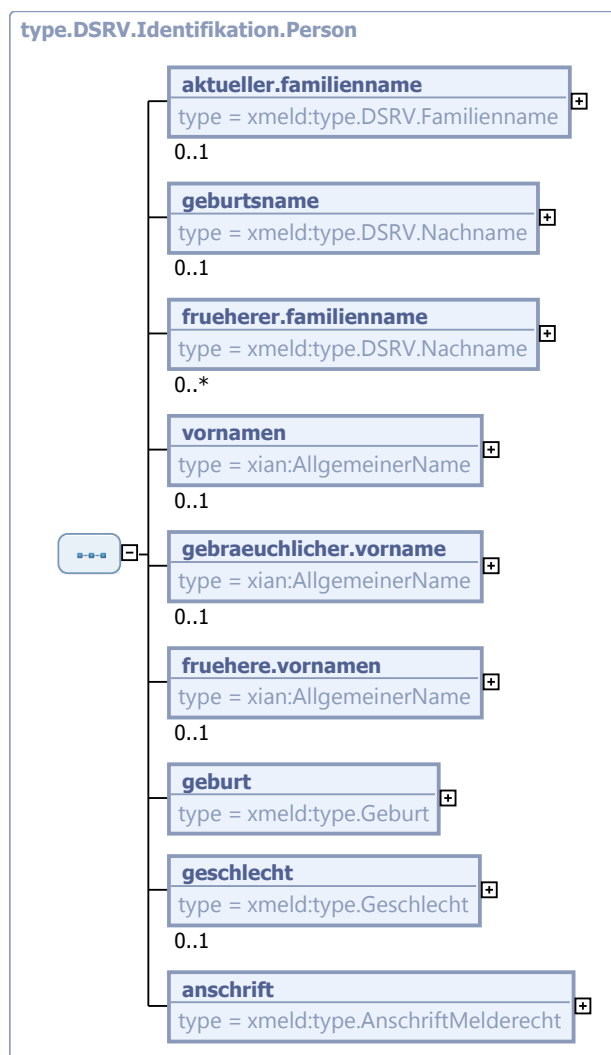 type.DSRV.Identifikation.Person
aktueller.familienname
type = xmeld:type.DSRV.Familienname
0..1
geburtsname
type = xmeld:type.DSRV.Nachname
0..1
frueherer.familienname
type = xmeld:type.DSRV.Nachname
0..*
vornamen
type = xian:AllgemeinerName
0..1
gebraeuchlicher.vorname
type = xian:AllgemeinerName
0..1
fruehere.vornamen
type = xian:AllgemeinerName
0..1
geburt
type = xmeld:type.Geburt
geschlecht
type = xmeld:type.Geschlecht
0..1
anschrift
type = xmeld:type.AnschriftMelderecht